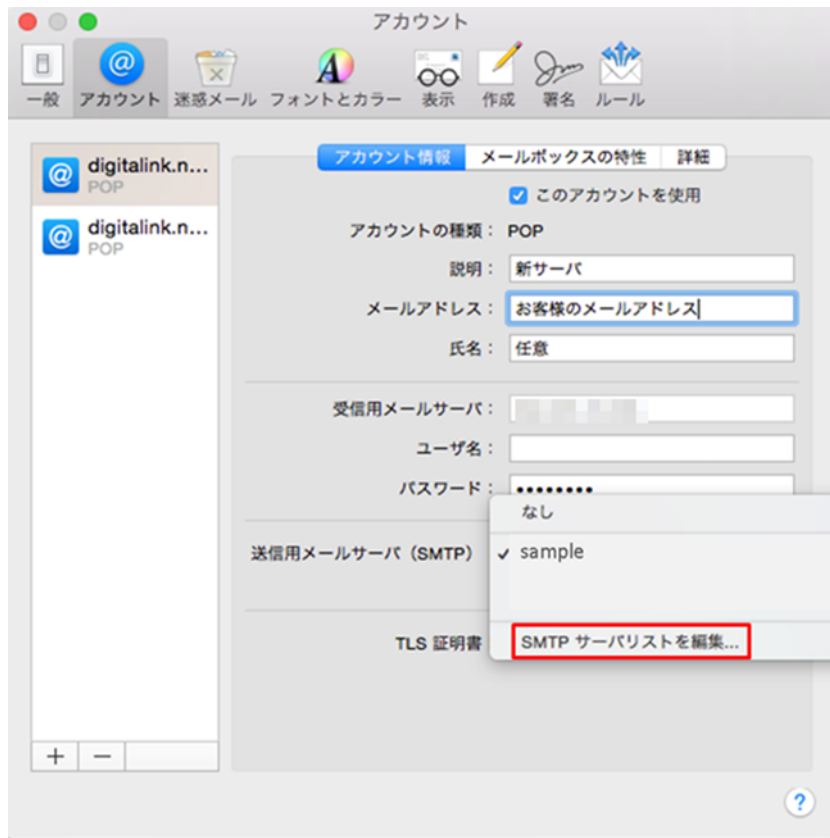 アカウント
一般 アカウント 迷惑メール フォントとカラー 表示 作成 署名 ルール
digitalink.n...
POP
digitalink.n...
POP
アカウント情報 メールボックスの特性 詳細
このアカウントを使用
アカウントの種類： POP
説明： 新サーバ
メールアドレス： お客様のメールアドレス
氏名： 任意
受信用メールサーバ：
ユーザ名：
パスワード： ••••••••
なし
送信用メールサーバ（SMTP） ✓ sample
TLS 証明書 SMTP サーバリストを編集...
+ −
?